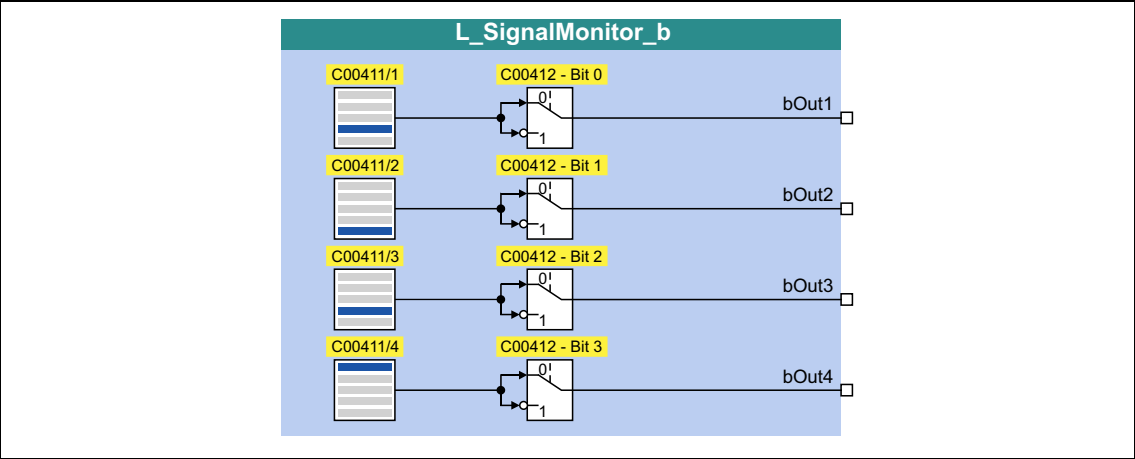 L_SignalMonitor_b
C00411/1 C00412 - Bit 0
0
1
bOut1
C00411/2 C00412 - Bit 1
0
1
bOut2
C00411/3 C00412 - Bit 2
0
1
bOut3
C00411/4 C00412 - Bit 3
0
1
bOut4